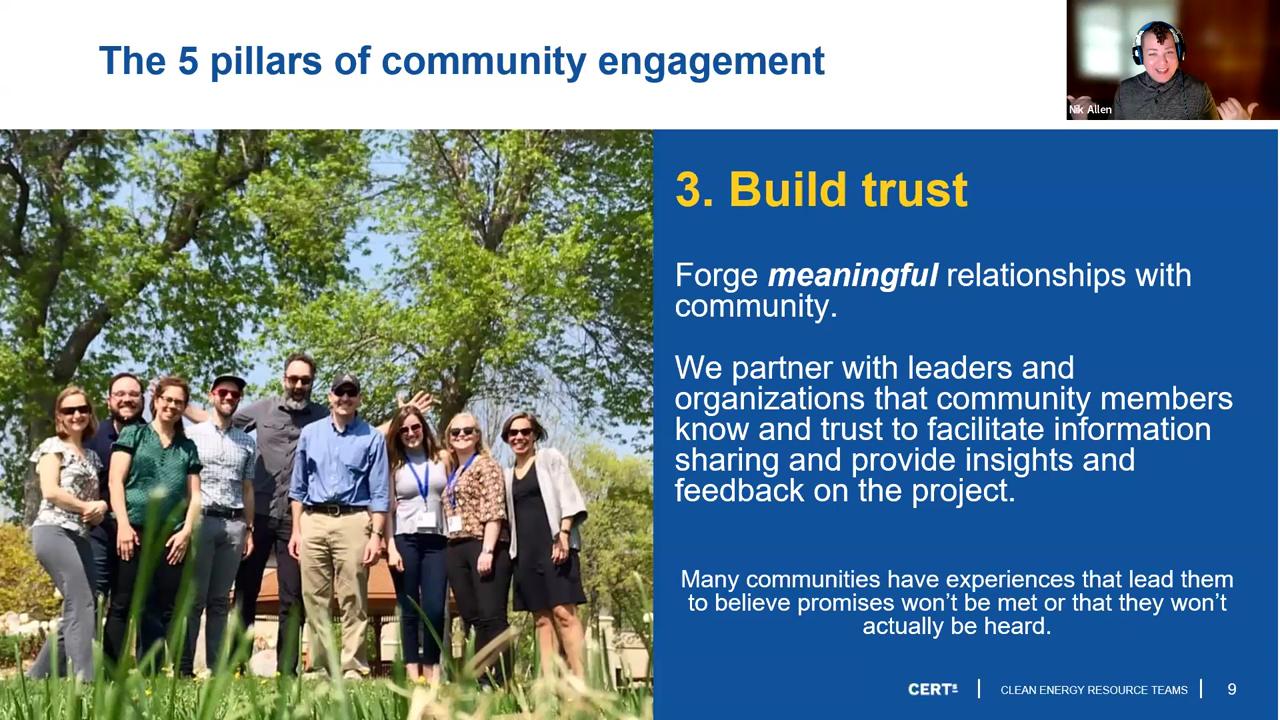 The 5 pillars of community engagement
Nik Allen
3. Build trust
Forge meaningful relationships with
community.
We partner with leaders and
organizations that community members
know and trust to facilitate information
sharing and provide insights and
feedback on the project.
Many communities have experiences that lead them
to believe promises won’t be met or that they won’t
actually be heard.
CERTs | CLEAN ENERGY RESOURCE TEAMS | 9